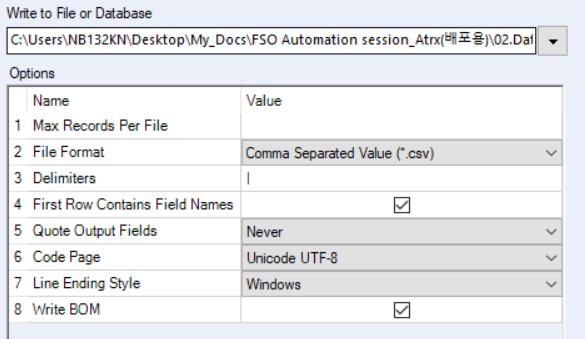 Write to File or Database
C:\Users\NB132KN\Desktop\My_Docs\FSO Automation session_Atrx(배포용)\02.Dat
Options
Name Value
1 Max Records Per File
2 File Format Comma Separated Value (*.csv)
3 Delimiters |
4 First Row Contains Field Names
5 Quote Output Fields Never
6 Code Page Unicode UTF-8
7 Line Ending Style Windows
8 Write BOM